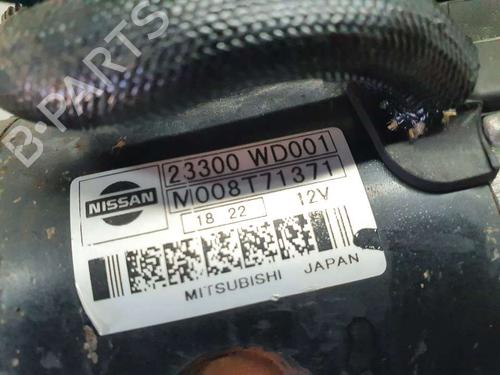 B-PARTS
23300 WD001
NISSAN
M008T71371
18 22 12V
MITSUBISHI JAPAN